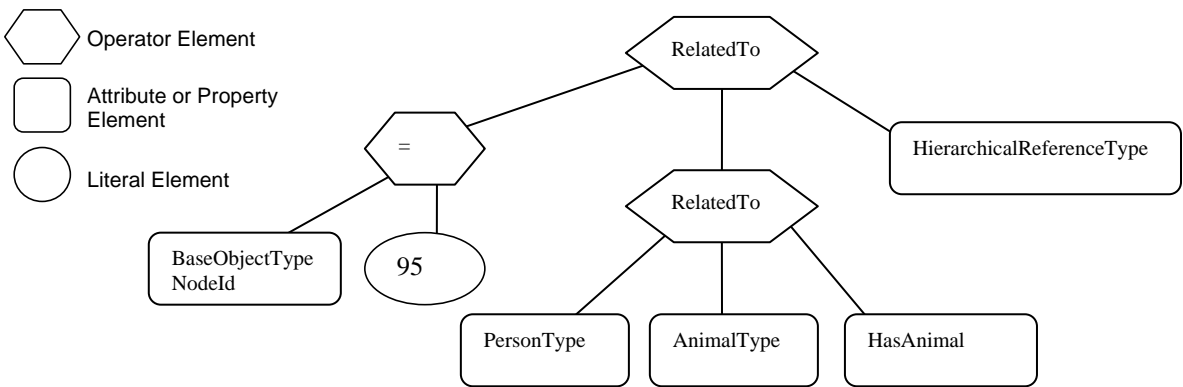 Operator Element
Attribute or Property
Element
Literal Element
RelatedTo
=
HierarchicalReferenceType
RelatedTo
BaseObjectType
NodeId
95
PersonType
AnimalType
HasAnimal